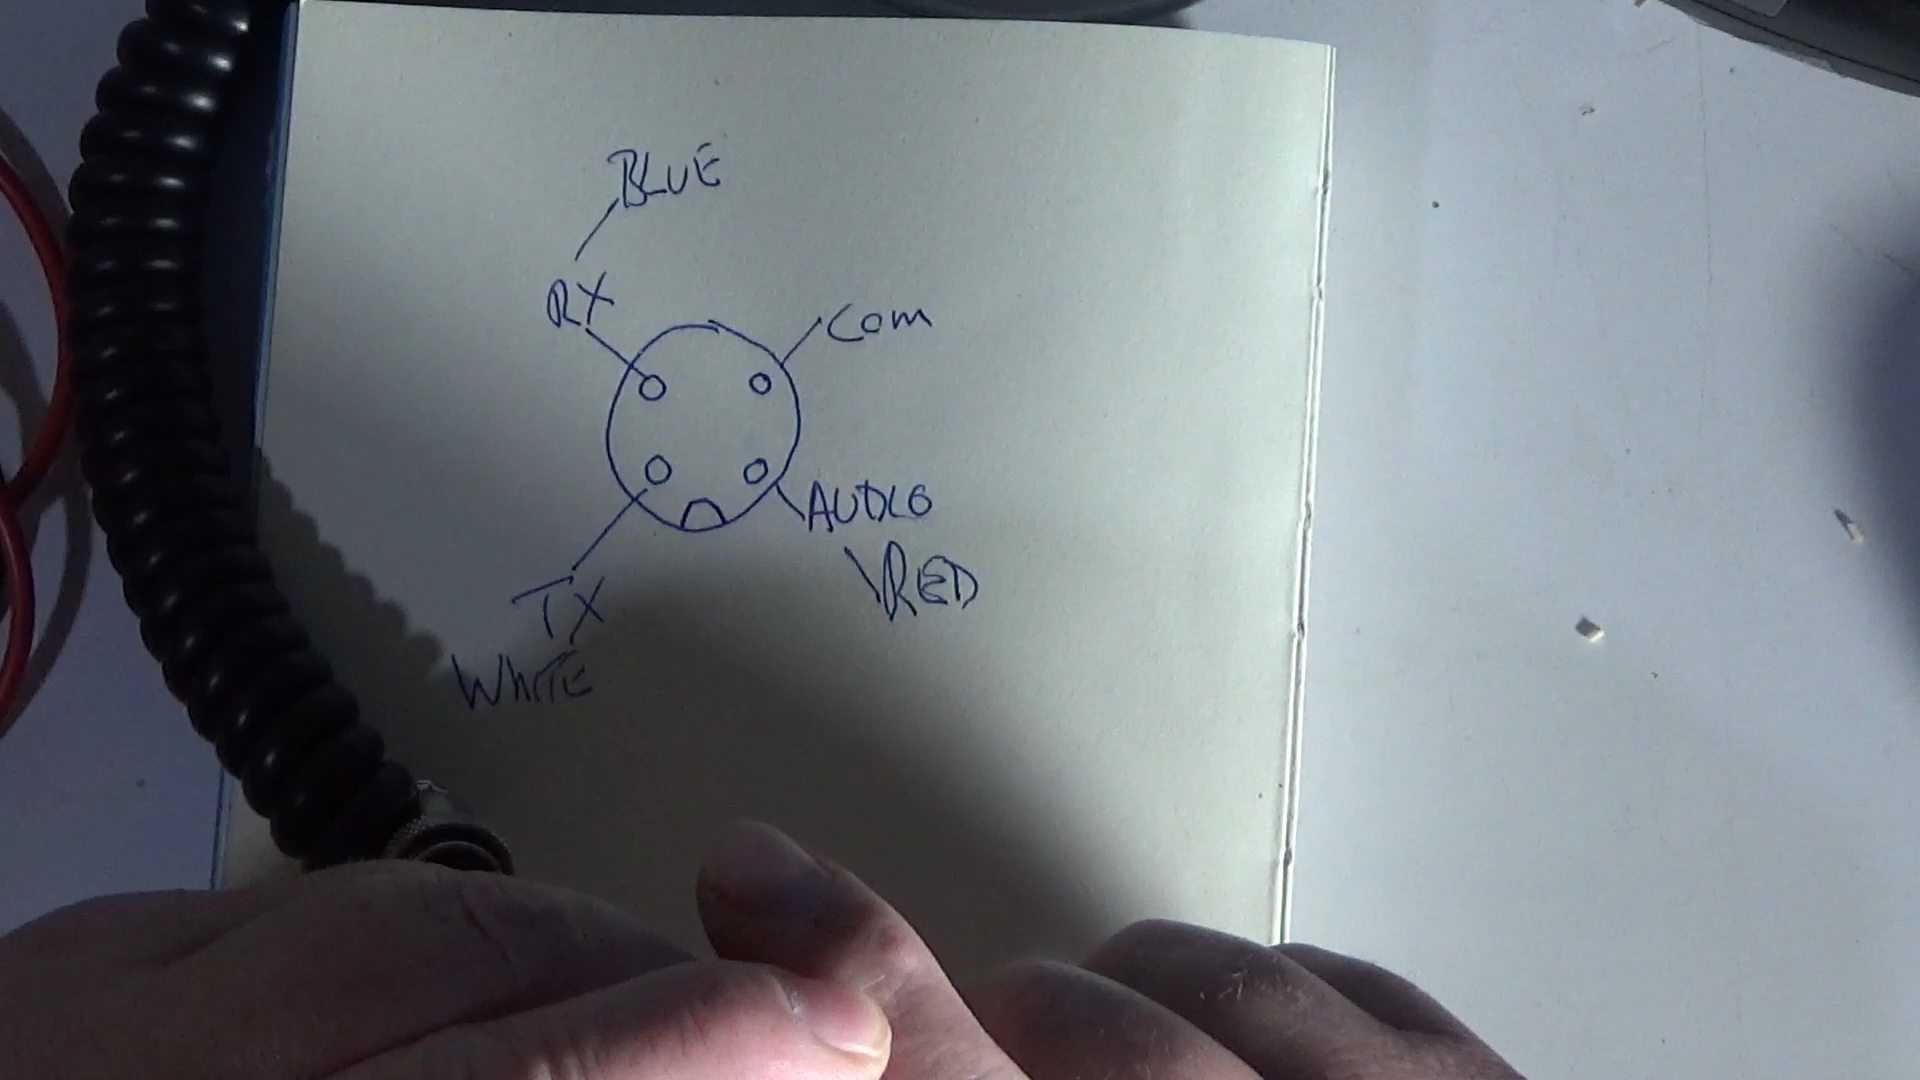 BLUE
RX
COM
AUDIO
RED
TX
WHITE